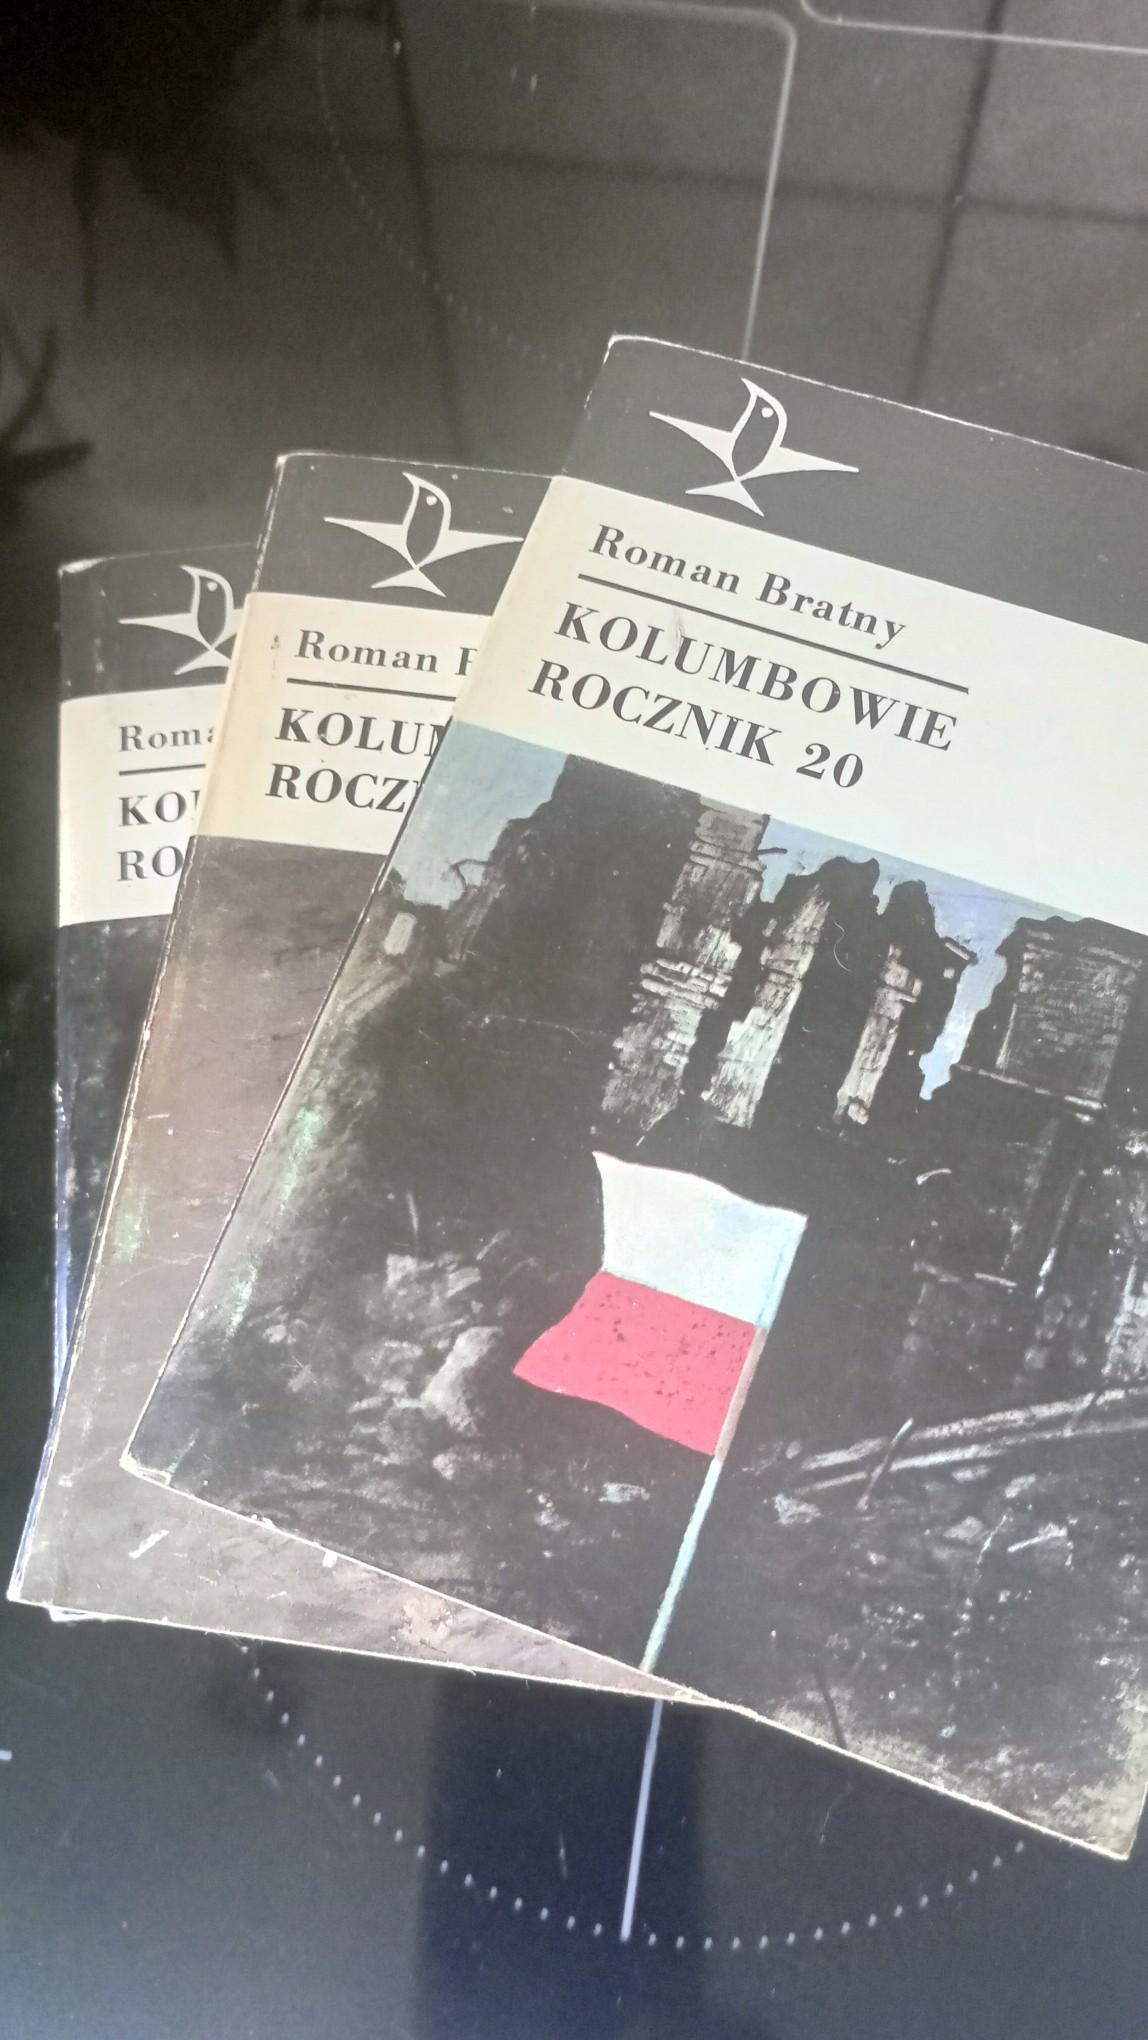 Roman Bratny
KOLUMBOWIE
ROCZNIK 20
Roman
KOLUM
ROCZ
Roma
KO
RO